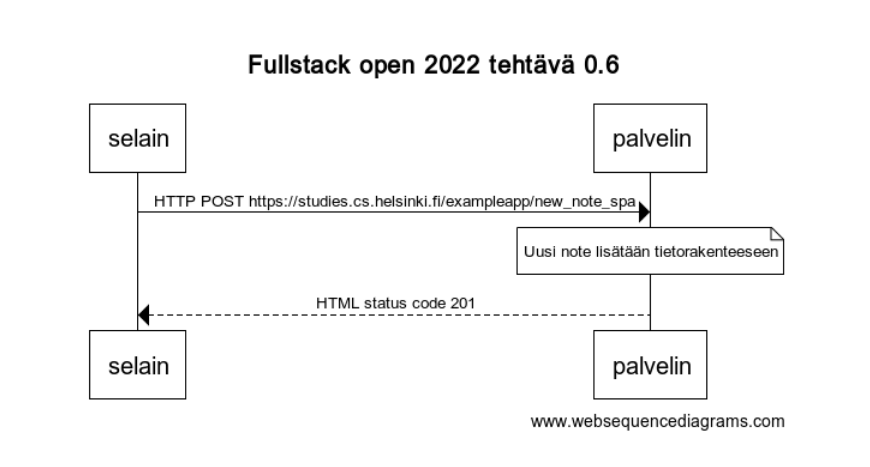 Fullstack open 2022 tehtävä 0.6
selain
palvelin
HTTP POST https://studies.cs.helsinki.fi/exampleapp/new_note_spa
Uusi note lisätään tietorakenteeseen
HTML status code 201
selain
palvelin
www.websequencediagrams.com